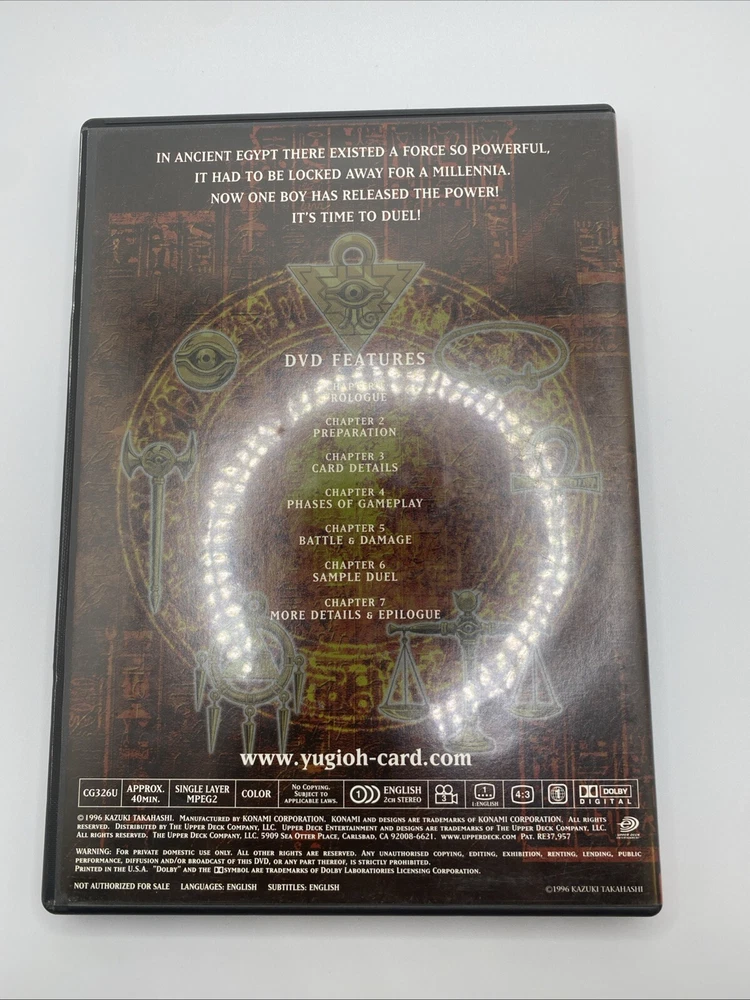 IN ANCIENT EGYPT THERE EXISTED A FORCE SO POWERFUL,
IT HAD TO BE LOCKED AWAY FOR A MILLENNIA.
NOW ONE BOY HAS RELEASED THE POWER!
IT'S TIME TO DUEL!
DVD FEATURES
CHAPTER
PROLOGUE
CHAPTER 2
PREPARATION
CHAPTER 3
CARD DETAILS
CHAPTER 4
PHASES OF GAMEPLAY
CHAPTER 5
BATTLE & DAMAGE
CHAPTER 6
SAMPLE DUEL
CHAPTER 7
MORE DETAILS & EPILOGUE
www.yugioh-card.com
CG326U APPROX. 40MIN. SINGLE LAYER MPEG2 COLOR NO COPYING. SUBJECT TO APPLICABLE LAWS. 1 ENGLISH 2CH STEREO 3 1 1:ENGLISH 4:3 1 DOLBY DIGITAL
©1996 KAZUKI TAKAHASHI. MANUFACTURED BY KONAMI CORPORATION. KONAMI AND DESIGNS ARE TRADEMARKS OF KONAMI CORPORATION. ALL RIGHTS
RESERVED. DISTRIBUTED BY THE UPPER DECK COMPANY, LLC. UPPER DECK ENTERTAINMENT AND DESIGNS ARE TRADEMARKS OF THE UPPER DECK COMPANY, LLC.
ALL RIGHTS RESERVED. THE UPPER DECK COMPANY, LLC. 5909 SEA OTTER PLACE, CARLSBAD, CA 92008-6621. WWW.UPPERDECK.COM. PAT. RE37,957
WARNING: FOR PRIVATE DOMESTIC USE ONLY. ALL OTHER RIGHTS ARE RESERVED. ANY UNAUTHORISED COPYING, EDITING, EXHIBITION, RENTING, LENDING, PUBLIC
PERFORMANCE, DIFFUSION AND/OR BROADCAST OF THIS DVD, OR ANY PART THEREOF, IS STRICTLY PROHIBITED.
PRINTED IN THE U.S.A. "DOLBY" AND THE SYMBOL ARE TRADEMARKS OF DOLBY LABORATORIES LICENSING CORPORATION.
NOT AUTHORIZED FOR SALE LANGUAGES: ENGLISH SUBTITLES: ENGLISH
©1996 KAZUKI TAKAHASHI